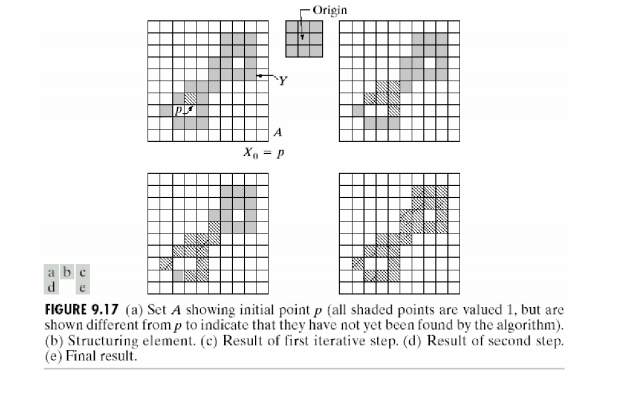 Origin
Y
p
A
X0 = p
a b c
d e
FIGURE 9.17 (a) Set A showing initial point p (all shaded points are valued 1, but are
shown different from p to indicate that they have not yet been found by the algorithm).
(b) Structuring element. (c) Result of first iterative step. (d) Result of second step.
(e) Final result.